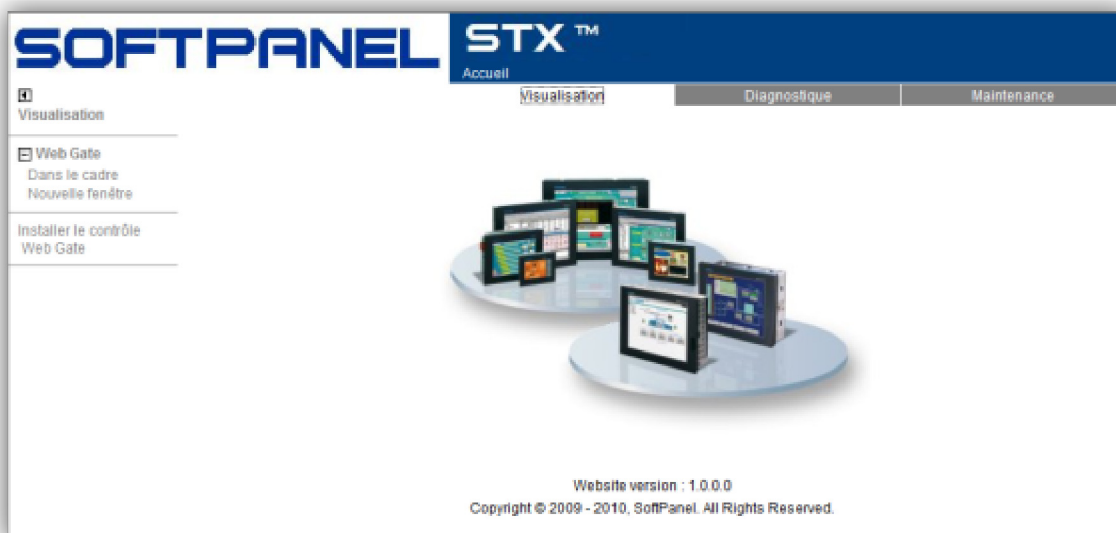 SOFTPANEL
STX ™
Accueil
Visualisation
Diagnostique
Maintenance
Visualisation
Web Gate
Dans le cadre
Nouvelle fenêtre
Installer le contrôle
Web Gate
Website version : 1.0.0.0
Copyright © 2009 - 2010, SoftPanel. All Rights Reserved.